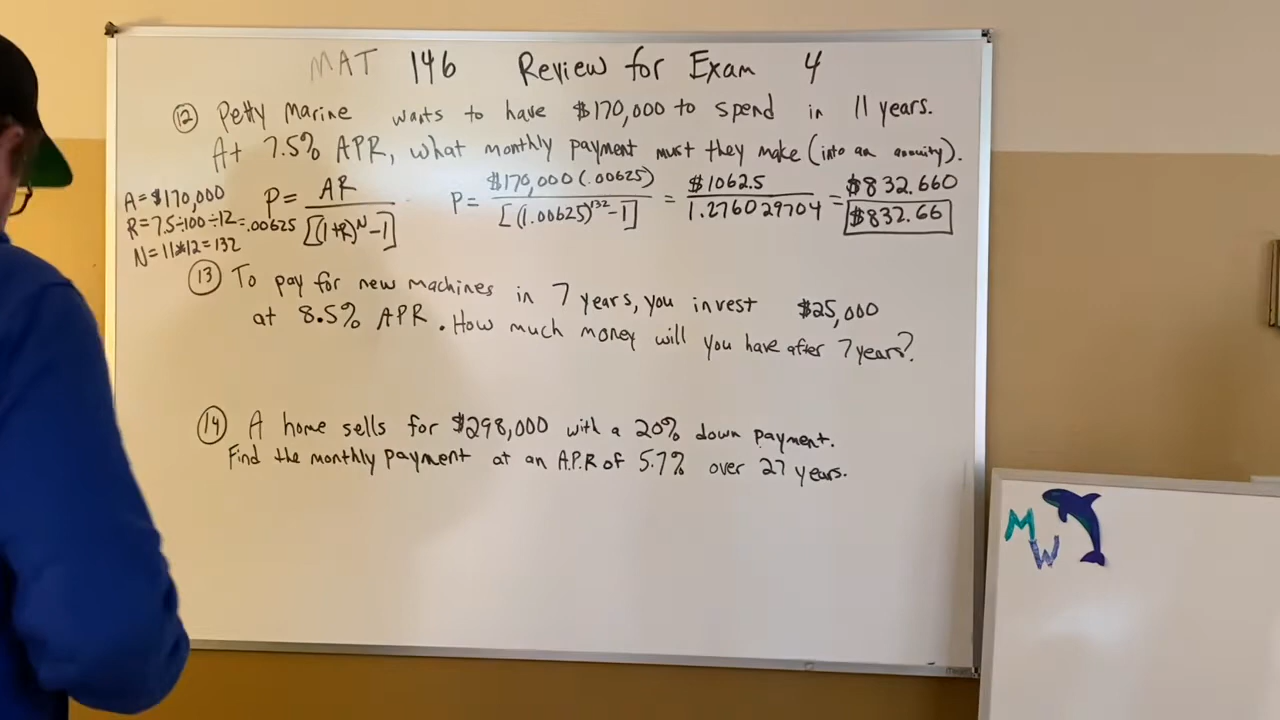 MAT 146 Review for Exam 4
(12) Petty Marine wants to have $170,000 to spend in 11 years.
At 7.5% APR, what monthly payment must they make (into an annuity).
A = $170,000
R = 7.5÷100÷12 = .00625
N = 11*12 = 132
P = AR / [(1+R)^N - 1]
P = $170,000(.00625) / [(1.00625)^132 - 1] = $1062.5 / 1.276029704 = $832.660
$832.66
(13) To pay for new machines in 7 years, you invest $25,000
at 8.5% APR. How much money will you have after 7 years?
(14) A home sells for $298,000 with a 20% down payment.
Find the monthly payment at an A.P.R of 5.7% over 27 years.
MW